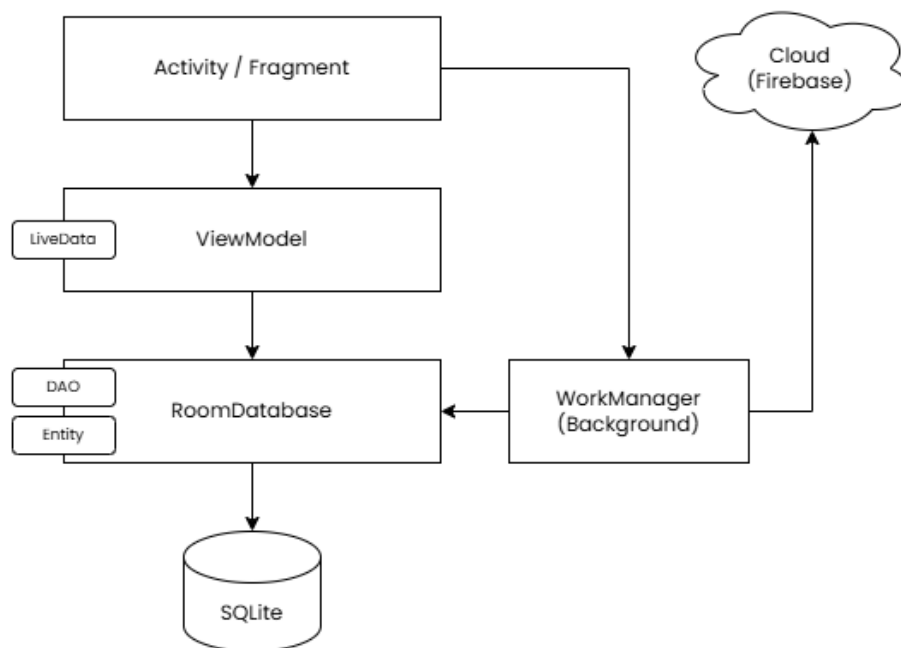 Activity / Fragment
Cloud
(Firebase)
LiveData
ViewModel
DAO
Entity
RoomDatabase
WorkManager
(Background)
SQLite